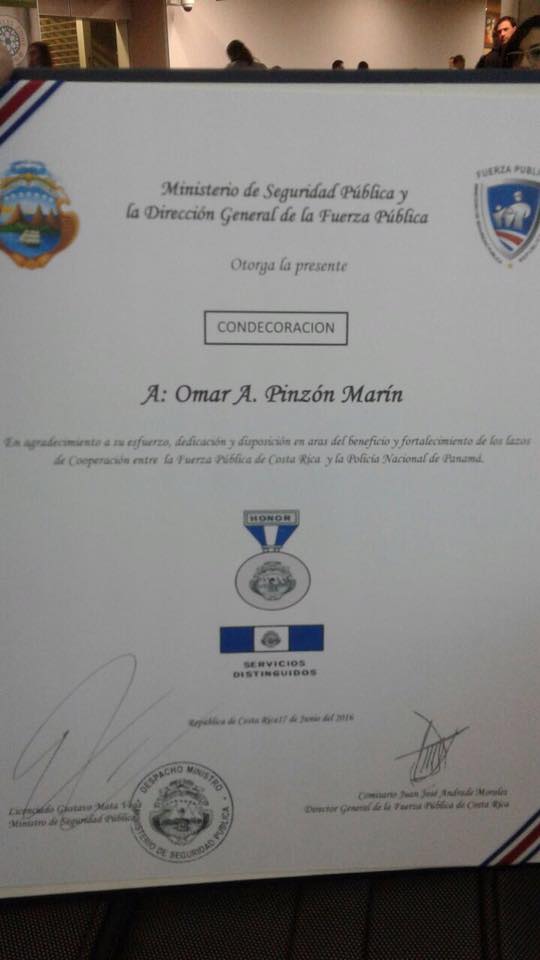 Ministerio de Seguridad Pública y
la Dirección General de la Fuerza Pública
FUERZA PUBLI
Otorga la presente
CONDECORACION
A: Omar A. Pinzón Marín
En agradecimiento a su esfuerzo, dedicación y disposición en aras del beneficio y fortalecimiento de los lazos
de Cooperación entre la Fuerza Pública de Costa Rica y la Policía Nacional de Panamá.
HONOR
SERVICIOS
DISTINGUIDOS
República de Costa Rica17 de Junio del 2016
Licenciado Gustavo Mata
Ministro de Seguridad Pública
DESPACHO MINISTRO
MINISTERIO DE SEGURIDAD PÚBLICA
Comisario Juan José Andrade Morales
Director General de la Fuerza Pública de Costa Rica